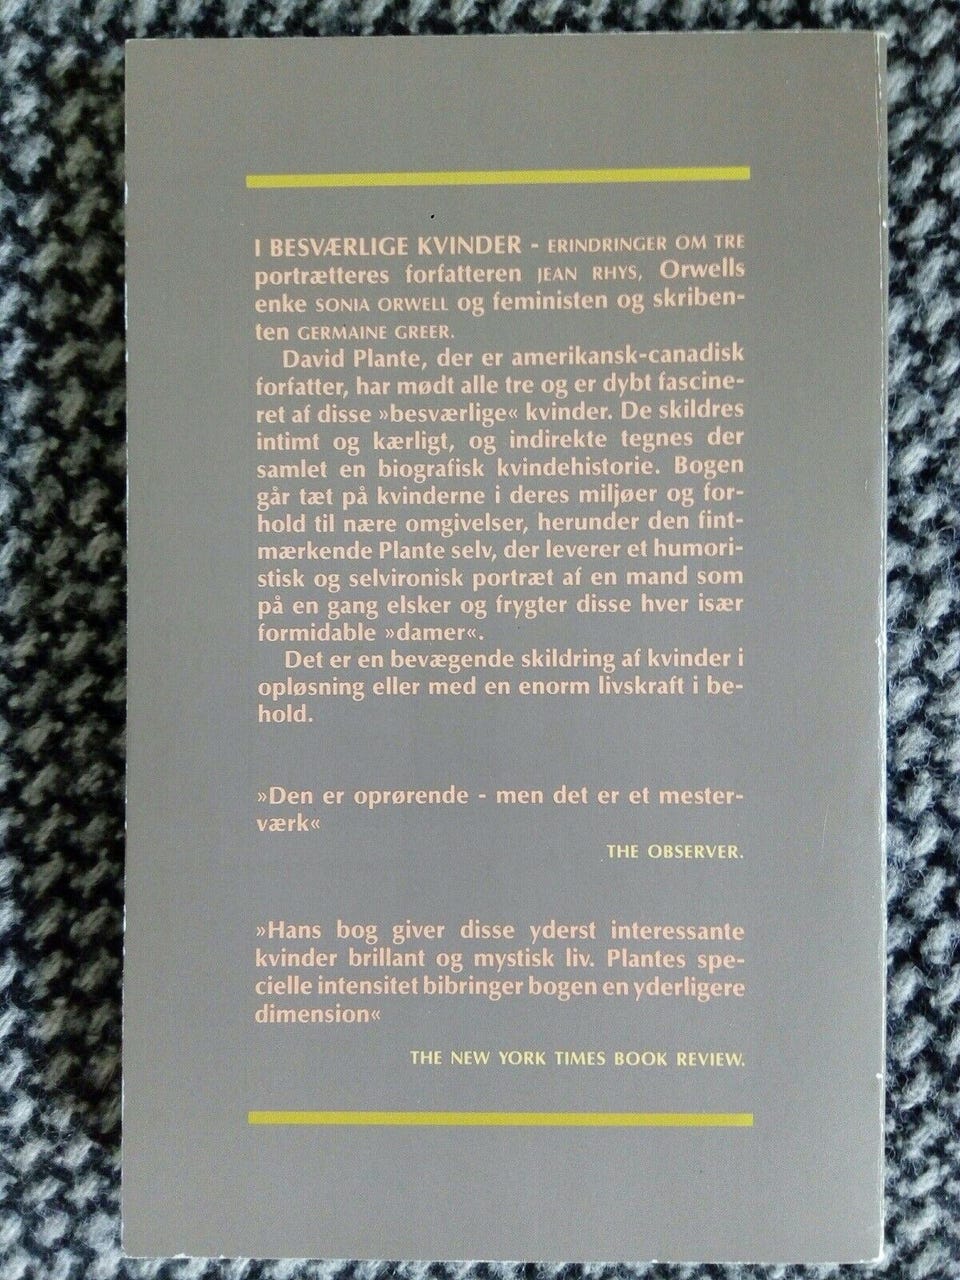 I BESVÆRLIGE KVINDER - ERINDRINGER OM TRE
portrætteres forfatteren JEAN RHYS, Orwells
enke SONIA ORWELL og feministen og skriben-
ten GERMAINE GREER.
David Plante, der er amerikansk-canadisk
forfatter, har mødt alle tre og er dybt fascine-
ret af disse »besværlige« kvinder. De skildres
intimt og kærligt, og indirekte tegnes der
samlet en biografisk kvindehistorie. Bogen
går tæt på kvinderne i deres miljøer og for-
hold til nære omgivelser, herunder den fint-
mærkende Plante selv, der leverer et humori-
stisk og selvironisk portræt af en mand som
på en gang elsker og frygter disse hver især
formidable »damer«.
Det er en bevægende skildring af kvinder i
opløsning eller med en enorm livskraft i be-
hold.
»Den er oprørende - men det er et mester-
værk«
THE OBSERVER.
»Hans bog giver disse yderst interessante
kvinder brillant og mystisk liv. Plantes spe-
cielle intensitet bibringer bogen en yderligere
dimension«
THE NEW YORK TIMES BOOK REVIEW.